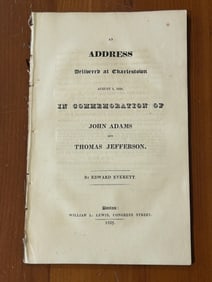 AN
ADDRESS
Delivered at Charlestown
AUGUST 1, 1826,
IN COMMEMORATION OF
JOHN ADAMS
AND
THOMAS JEFFERSON.
By EDWARD EVERETT.
Boston:
WILLIAM L. LEWIS, CONGRESS STREET.